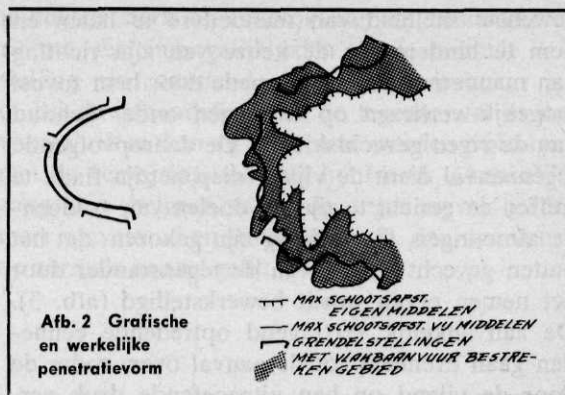 Afb. 2 Grafische
en werkelijke
penetratievorm
MAX SCHOOTSAFST.
EIGEN MIDDELEN
MAX SCHOOTSAFST. VIJ MIDDELEN
GRENDELSTELLINGEN
MET VLAKBAANVUUR BESTRE-
KEN GEBIED